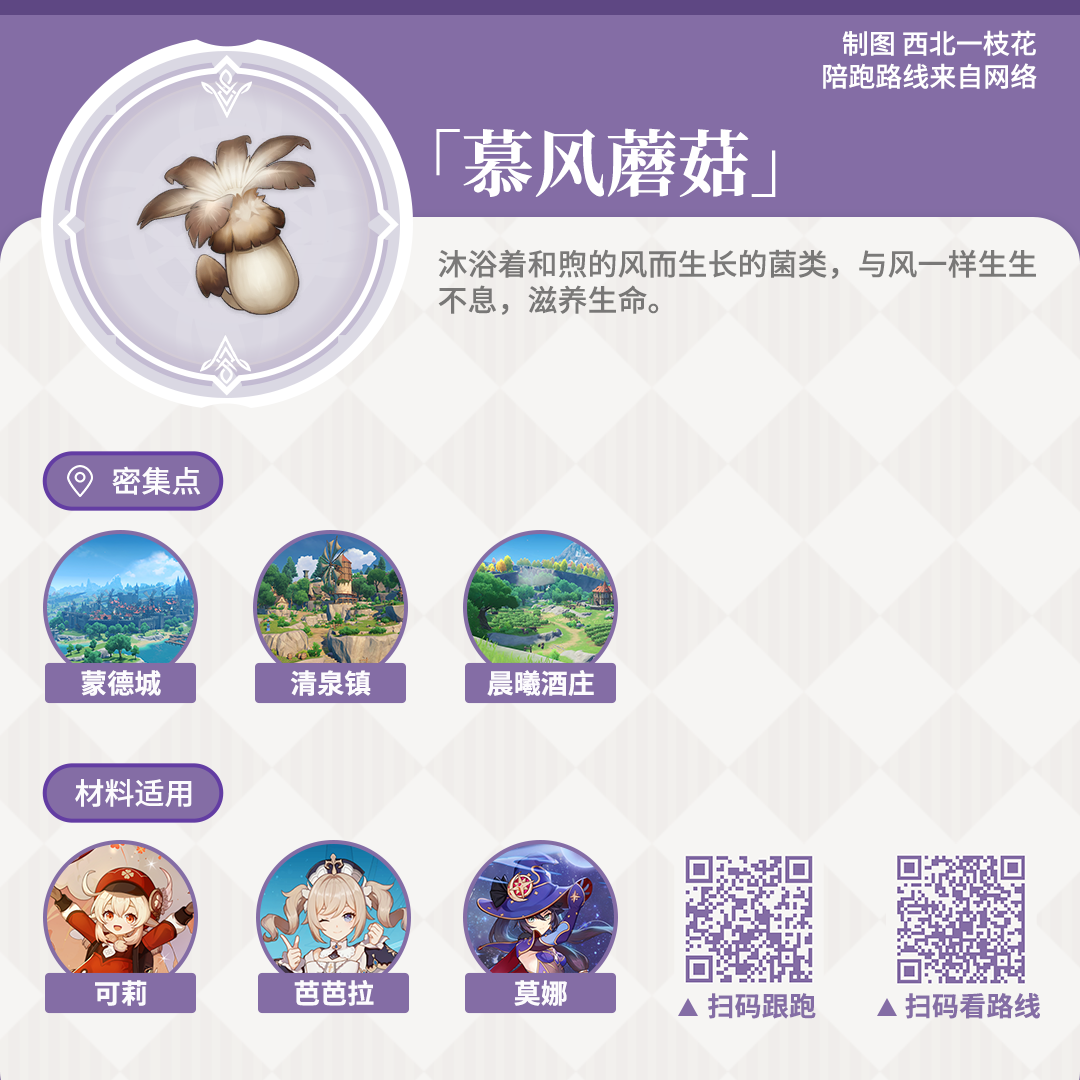 制图 西北一枝花
陪跑路线来自网络
「慕风蘑菇」
沐浴着和煦的风而生长的菌类，与风一样生生
不息，滋养生命。
密集点
蒙德城
清泉镇
晨曦酒庄
材料适用
可莉
芭芭拉
莫娜
▲ 扫码跟跑
▲ 扫码看路线